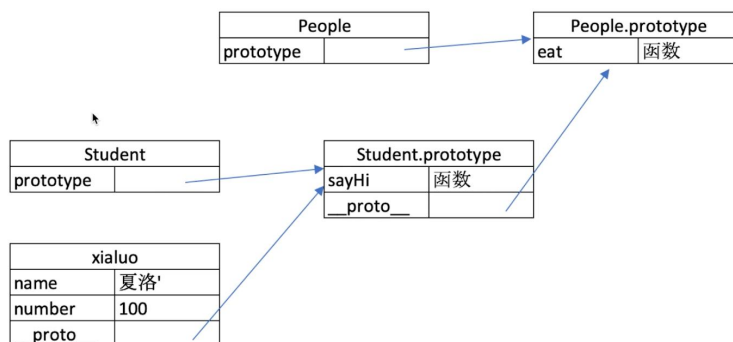 People
prototype
People.prototype
eat 函数
Student
prototype
Student.prototype
sayHi 函数
__proto__
xialuo
name 夏洛'
number 100
__proto__